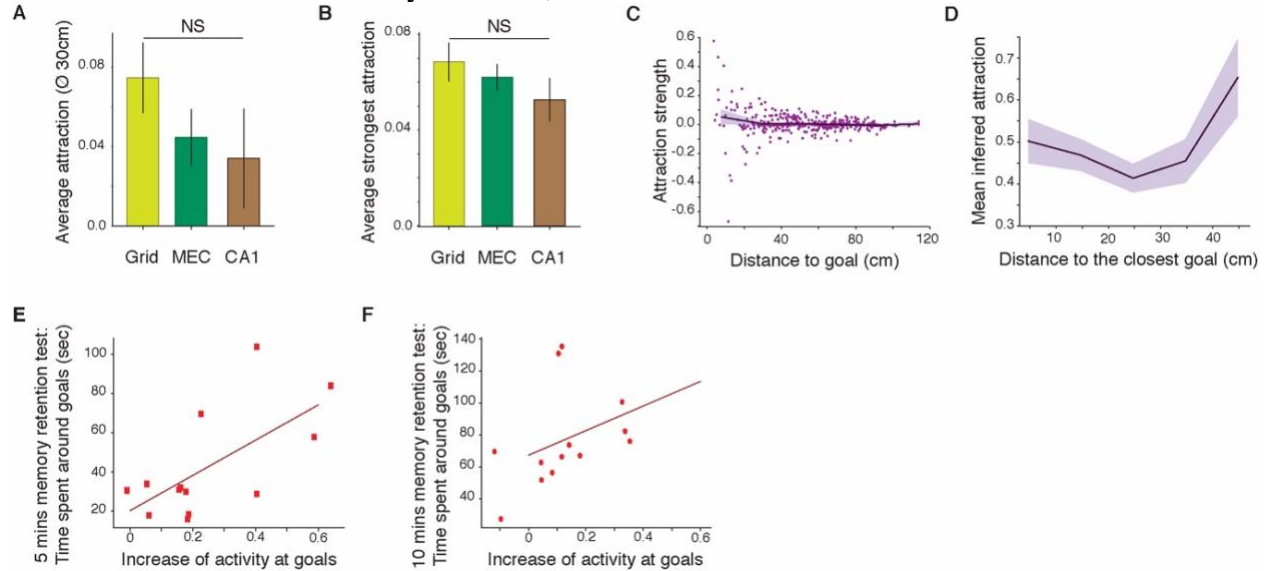 A
Average attraction (Ø 30cm)
0.08
0.04
0.0
NS
Grid MEC CA1
B
Average strongest attraction
0.08
0.04
0.0
NS
Grid MEC CA1
C
Attraction strength
0.6
0.4
0.2
0.0
-0.2
-0.4
-0.6
0 40 80 120
Distance to goal (cm)
D
Mean inferred attraction
0.7
0.6
0.5
0.4
0.3
10 20 30 40
Distance to the closest goal (cm)
E
5 mins memory retention test:
Time spent around goals (sec)
100
80
60
40
20
0 0.2 0.4 0.6
Increase of activity at goals
F
10 mins memory retention test:
Time spent around goals (sec)
140
120
100
80
60
40
0 0.2 0.4 0.6
Increase of activity at goals